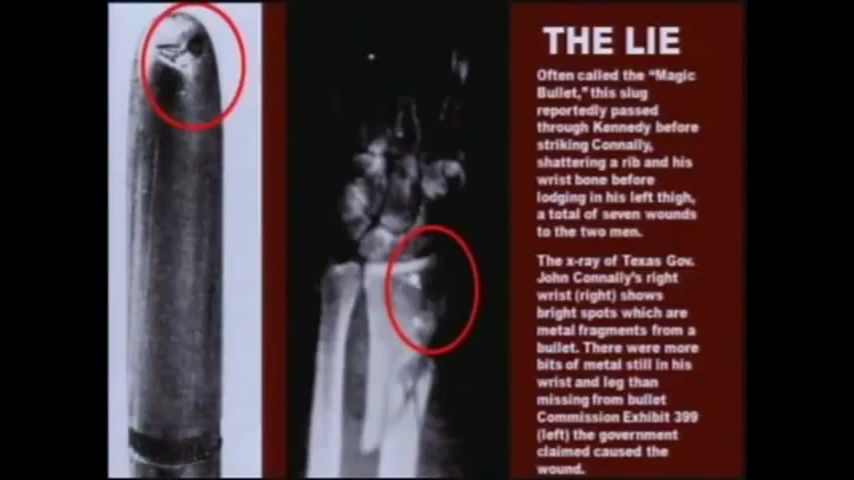 THE LIE
Often called the "Magic
Bullet," this slug
reportedly passed
through Kennedy before
striking Connally,
shattering a rib and his
wrist bone before
lodging in his left thigh,
a total of seven wounds
to the two men.
The x-ray of Texas Gov.
John Connally's right
wrist (right) shows
bright spots which are
metal fragments from a
bullet. There were more
bits of metal still in his
wrist and leg than
missing from bullet
Commission Exhibit 399
(left) the government
claimed caused the
wound.